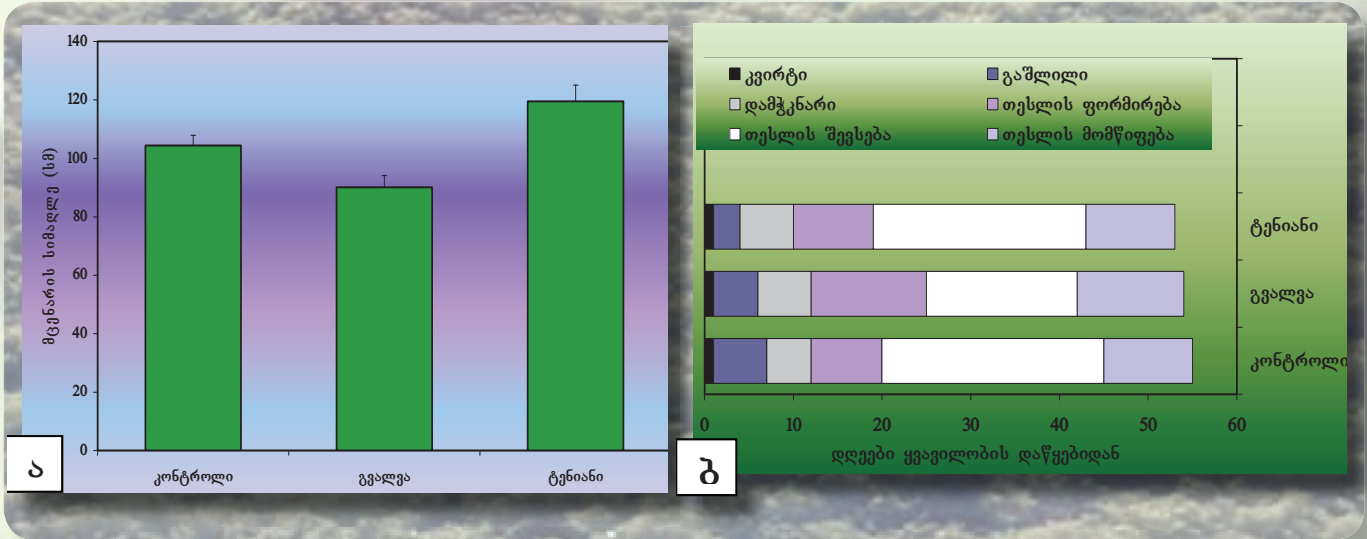 140
120
100
80
60
40
20
0
მცენარის სიმაღლე (სმ)
კონტროლი გვალვა ტენიანი
ა
კვირტი გაშლილი
დამჭკნარი თესლის ფორმირება
თესლის შევსება თესლის მომწიფება
ტენიანი
გვალვა
კონტროლი
0 10 20 30 40 50 60
დღეები ყვავილობის დაწყებიდან
ბ